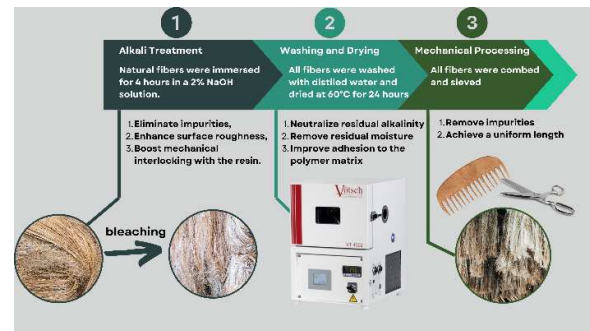 1
2
3
Alkali Treatment
Natural fibers were immersed
for 4 hours in a 2% NaOH
solution.
Washing and Drying
All fibers were washed
with distiled water and
dried at 60°C for 24 hours
Mechanical Processing
All fibers were combed
and sieved
1.Eliminate impurities,
2.Enhance surface roughness,
3.Boost mechanical
interlocking with the resin.
1.Neutralize residual alkalinity
2.Remove residual moisture
3.Improve adhesion to the
polymer matrix
1.Remove impurities
2.Achieve a uniform length
bleaching
Vötsch